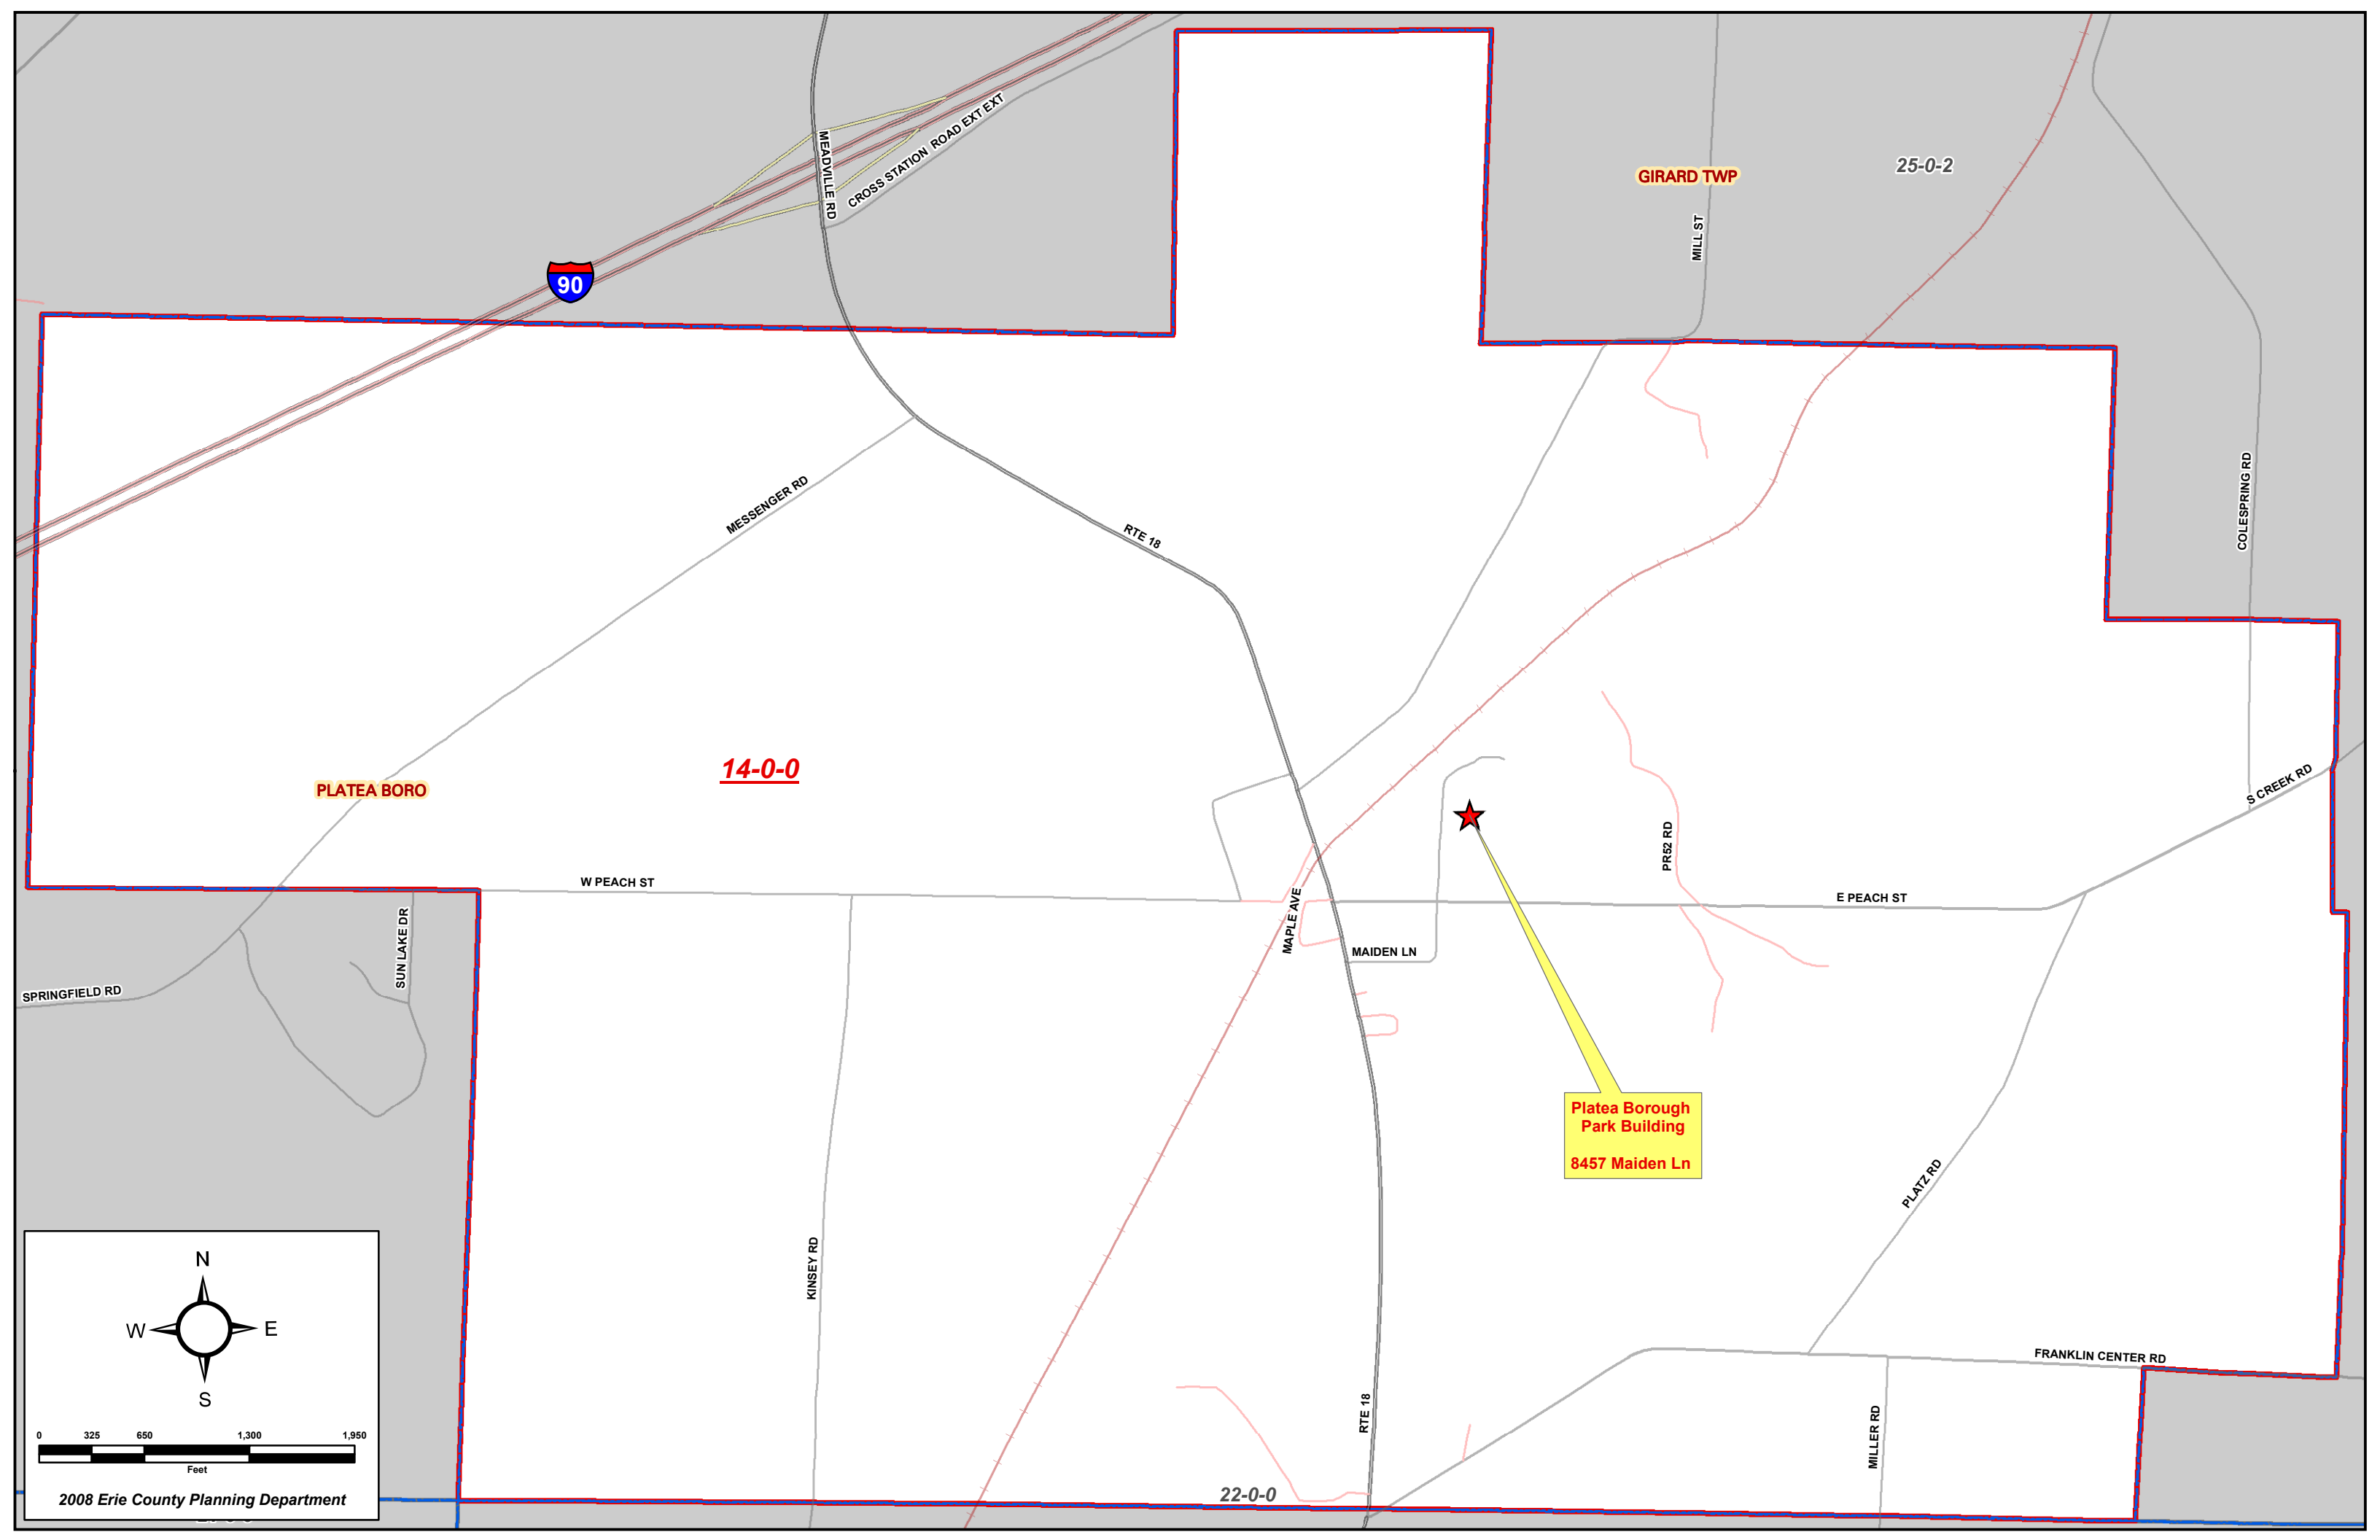 MEADVILLE RD
CROSS STATION ROAD EXT EXT
GIRARD TWP
25-0-2
MILL ST
90
COLESPRING RD
MESSENGER RD
RTE 18
PLATEA BORO
14-0-0
S CREEK RD
PR52 RD
W PEACH ST
E PEACH ST
MAPLE AVE
MAIDEN LN
SUN LAKE DR
SPRINGFIELD RD
Platea Borough
Park Building
8457 Maiden Ln
PLATZ RD
KINSEY RD
FRANKLIN CENTER RD
RTE 18
MILLER RD
22-0-0
N
W
E
S
0 325 650 1,300 1,950
Feet
2008 Erie County Planning Department